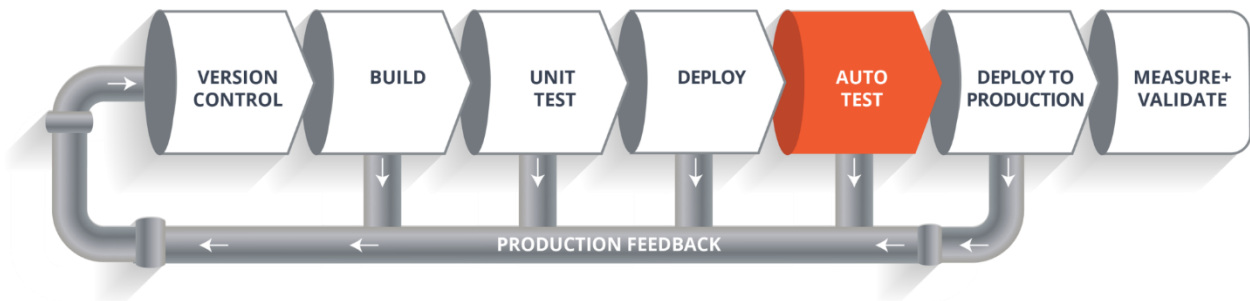 VERSION
CONTROL
BUILD
UNIT
TEST
DEPLOY
AUTO
TEST
DEPLOY TO
PRODUCTION
MEASURE+
VALIDATE
PRODUCTION FEEDBACK